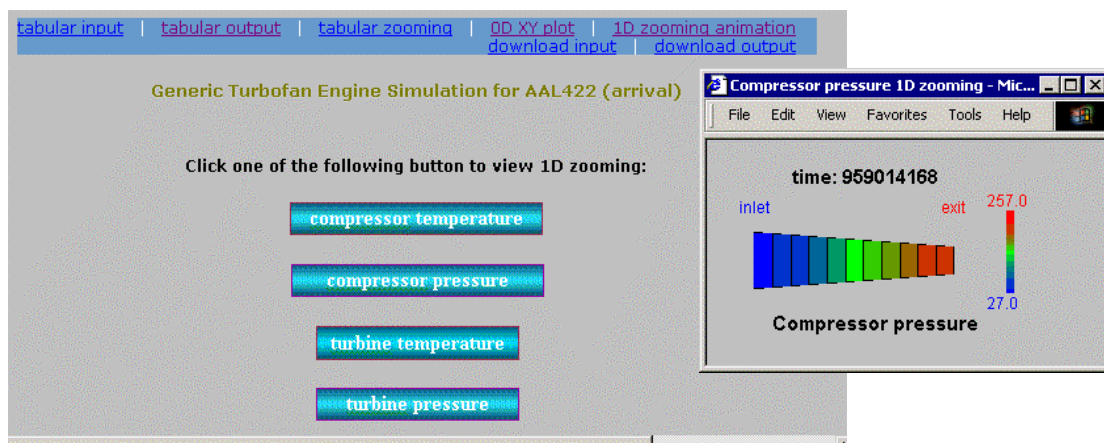 tabular input | tabular output | tabular zooming | 0D XY plot | 1D zooming animation
download input | download output
Generic Turbofan Engine Simulation for AAL422 (arrival)
Click one of the following button to view 1D zooming:
compressor temperature
compressor pressure
turbine temperature
turbine pressure
Compressor pressure 1D zooming - Mic...
File Edit View Favorites Tools Help
time: 959014168
inlet exit 257.0
27.0
Compressor pressure